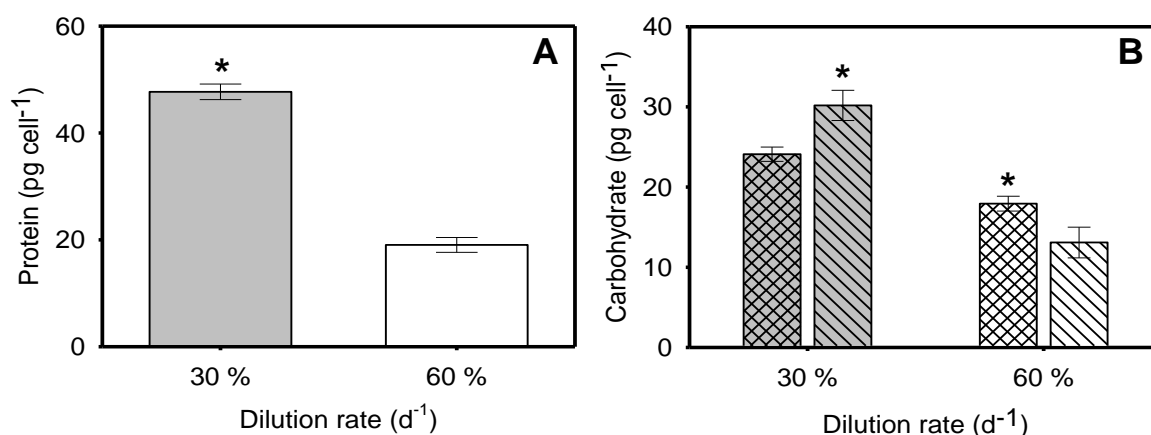 A
*
Protein (pg cell-1)
60
40
20
0
30 %
60 %
Dilution rate (d-1)
B
*
*
Carbohydrate (pg cell-1)
40
30
20
10
0
30 %
60 %
Dilution rate (d-1)